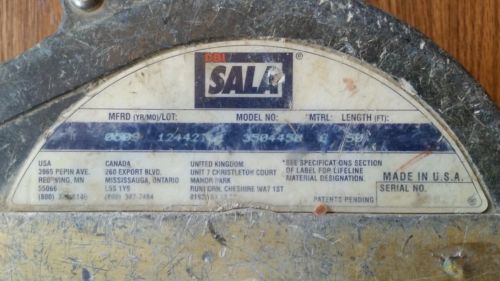 DBI
SALA®
MFRD (YR/MO)/LOT: MODEL NO: MTRL: LENGTH (FT):
0509 50
USA
3965 PEPIN AVE.
RED WING, MN
55066
CANADA
260 EXPORT BLVD.
MISSISSAUGA, ONTARIO
L5S 1Y9
UNITED KINGDOM
UNIT 7 CHRISTLETON COURT
MANOR PARK
RUNCORN, CHESHIRE WA7 1ST
*SEE SPECIFICATIONS SECTION
OF LABEL FOR LIFELINE
MATERIAL DESIGNATION.
MADE IN U.S.A.
SERIAL NO.
PATENTS PENDING